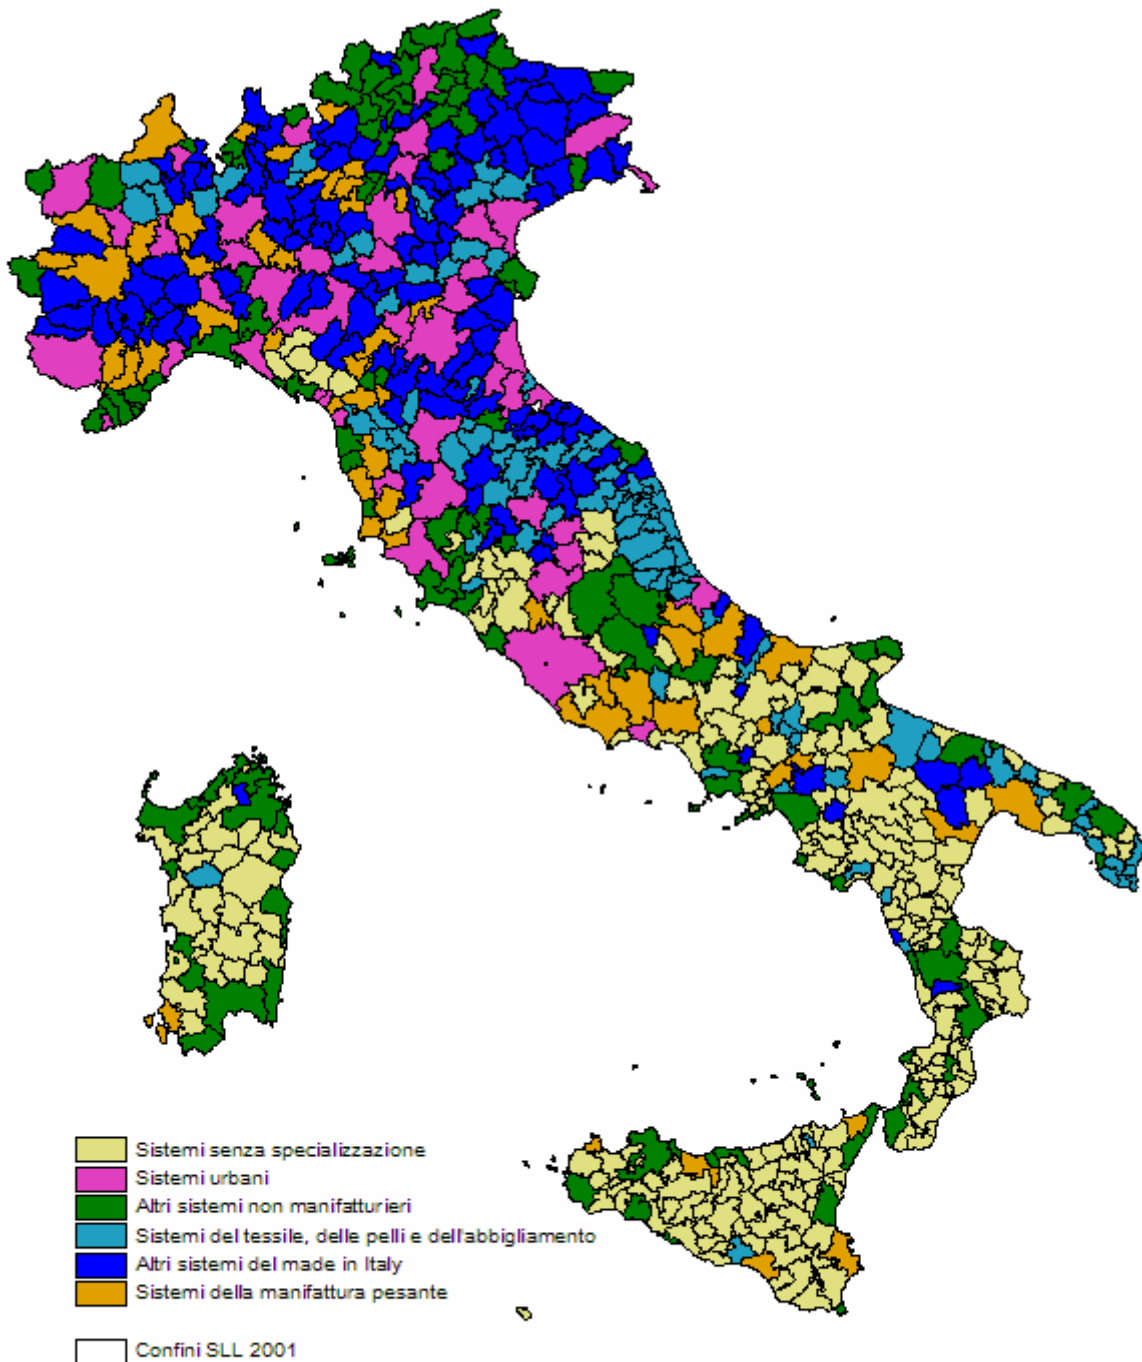 Sistemi senza specializzazione
Sistemi urbani
Altri sistemi non manifatturieri
Sistemi del tessile, delle pelli e dell'abbigliamento
Altri sistemi del made in Italy
Sistemi della manifattura pesante
Confini SLL 2001